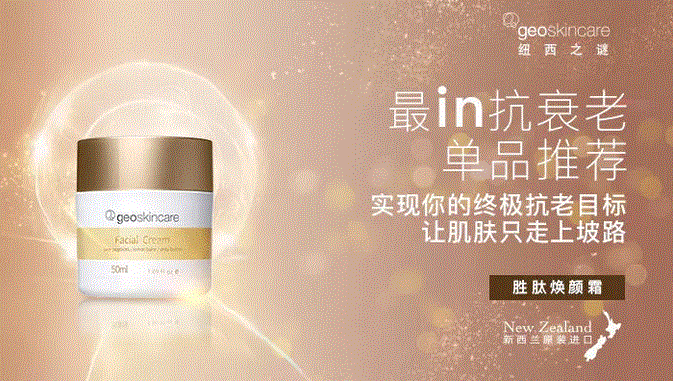 geoskincare
纽西之谜
最in抗衰老
单品推荐
实现你的终极抗老目标
让肌肤只走上坡路
胜肽焕颜霜
New Zealand
新西兰原装进口
geoskincare
Facial Cream
50ml